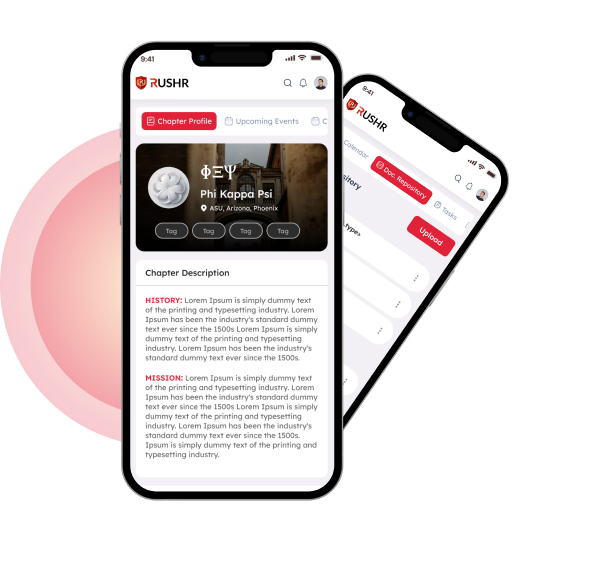 9:41
RUSHR
Chapter Profile
Upcoming Events
C
ΦΞΨ
Phi Kappa Psi
ASU, Arizona, Phoenix
Tag
Tag
Tag
Tag
Chapter Description
HISTORY: Lorem Ipsum is simply dummy text
of the printing and typesetting industry. Lorem
Ipsum has been the industry's standard dummy
text ever since the 1500s Lorem Ipsum is simply
dummy text of the printing and typesetting
industry. Lorem Ipsum has been the industry's
standard dummy text ever since the 1500s.
MISSION: Lorem Ipsum is simply dummy text
of the printing and typesetting industry. Lorem
Ipsum has been the industry's standard dummy
text ever since the 1500s Lorem Ipsum is simply
dummy text of the printing and typesetting
industry. Lorem Ipsum has been the industry's
standard dummy text ever since the 1500s.
Ipsum is simply dummy text of the printing and
typesetting industry.
9:41
RUSHR
Calendar
Doc. Repository
Tasks
Upload